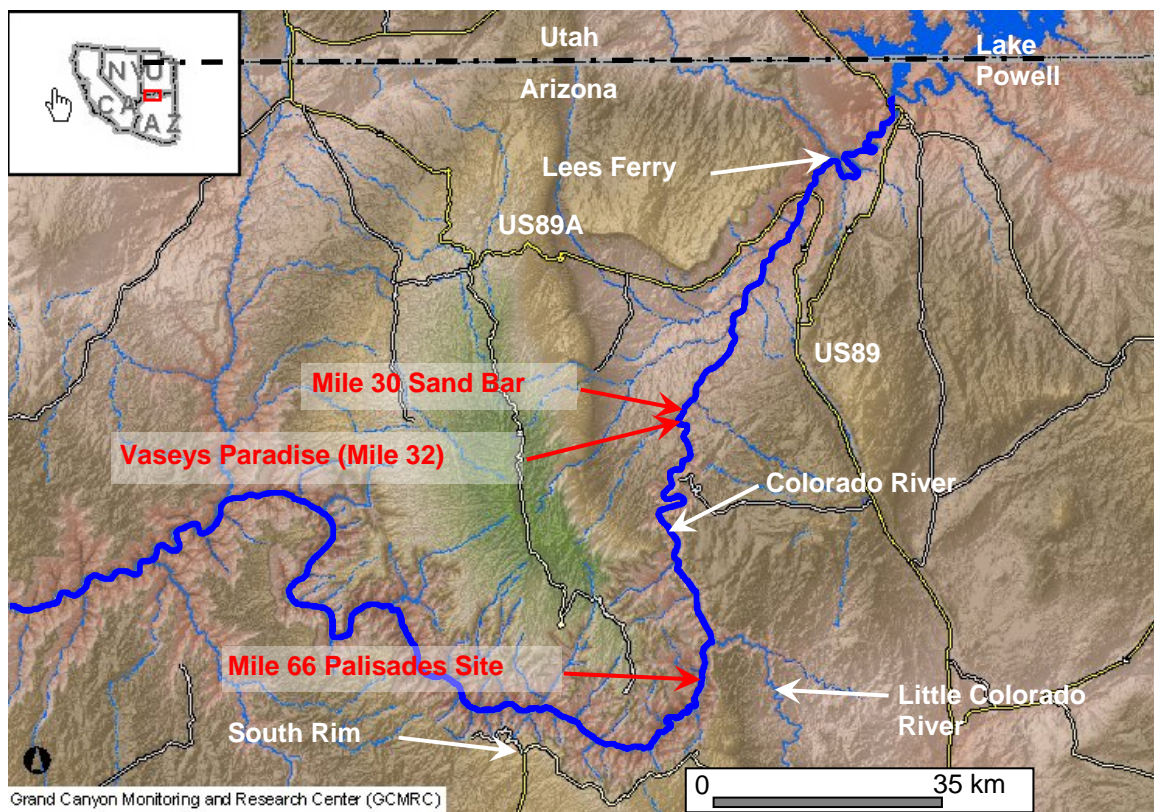 NV
U
CA
AZ
Utah
Arizona
Lake
Powell
Lees Ferry
US89A
US89
Mile 30 Sand Bar
Vaseys Paradise (Mile 32)
Colorado River
Mile 66 Palisades Site
Little Colorado
River
South Rim
0 35 km
Grand Canyon Monitoring and Research Center (GCMRC)